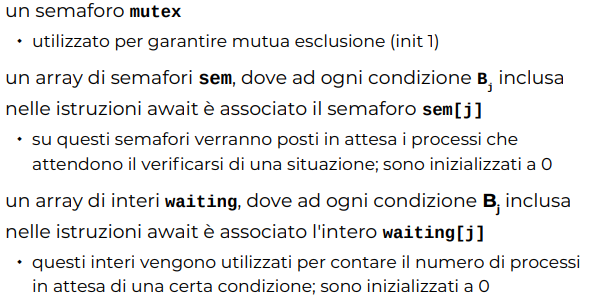 un semaforo mutex
• utilizzato per garantire mutua esclusione (init 1)
un array di semafori sem, dove ad ogni condizione Bj inclusa
nelle istruzioni await è associato il semaforo sem[j]
• su questi semafori verranno posti in attesa i processi che
attendono il verificarsi di una situazione; sono inizializzati a 0
un array di interi waiting, dove ad ogni condizione Bj inclusa
nelle istruzioni await è associato l'intero waiting[j]
• questi interi vengono utilizzati per contare il numero di processi
in attesa di una certa condizione; sono inizializzati a 0